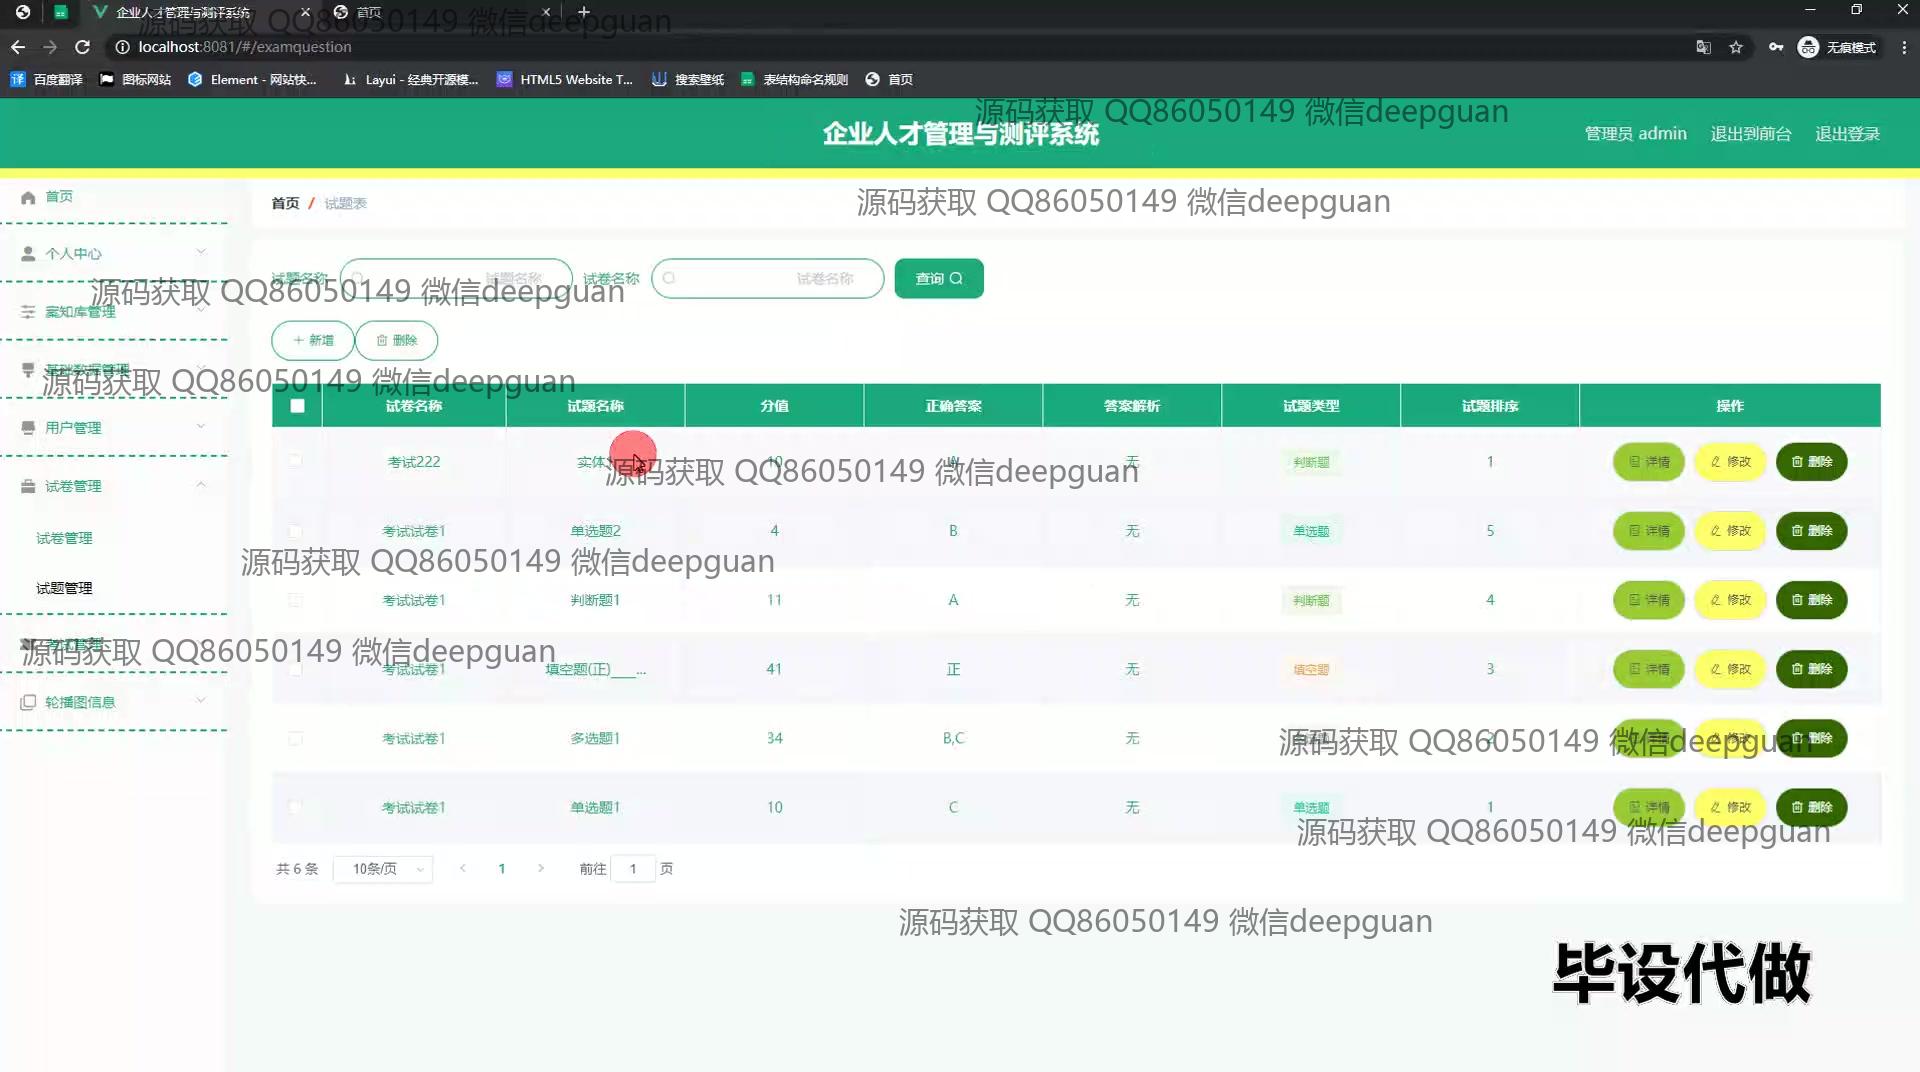 企业人才管理与测评系统
首页
localhost:8081/#/examquestion
无痕模式
百度翻译
图标网站
Element - 网站快...
Layui - 经典开源模...
HTML5 Website T...
搜索壁纸
表结构命名规则
首页
源码获取 QQ86050149 微信deepguan
源码获取 QQ86050149 微信deepguan
企业人才管理与测评系统
管理员 admin
退出到前台
退出登录
首页
个人中心
基础数据管理
用户管理
试卷管理
试卷管理
试题管理
考试管理
轮播图信息
首页 / 试题表
源码获取 QQ86050149 微信deepguan
试题名称 试题名称 试卷名称 试卷名称 查询
源码获取 QQ86050149 微信deepguan
+ 新增 删除
源码获取 QQ86050149 微信deepguan
试卷名称 试题名称 分值 正确答案 答案解析 试题类型 试题排序 操作
考试222 10 无 判断题 1 详情 修改 删除
源码获取 QQ86050149 微信deepguan
考试试卷1 单选题2 4 B 无 单选题 5 详情 修改 删除
源码获取 QQ86050149 微信deepguan
考试试卷1 判断题1 11 A 无 判断题 4 详情 修改 删除
源码获取 QQ86050149 微信deepguan
考试试卷1 填空题(正)____... 41 正 无 填空题 3 详情 修改 删除
考试试卷1 多选题1 34 B,C 无 2 详情 修改 删除
源码获取 QQ86050149 微信deepguan
考试试卷1 单选题1 10 C 无 单选题 1 详情 修改 删除
源码获取 QQ86050149 微信deepguan
共 6 条 10条/页 1 前往 1 页
源码获取 QQ86050149 微信deepguan
毕设代做